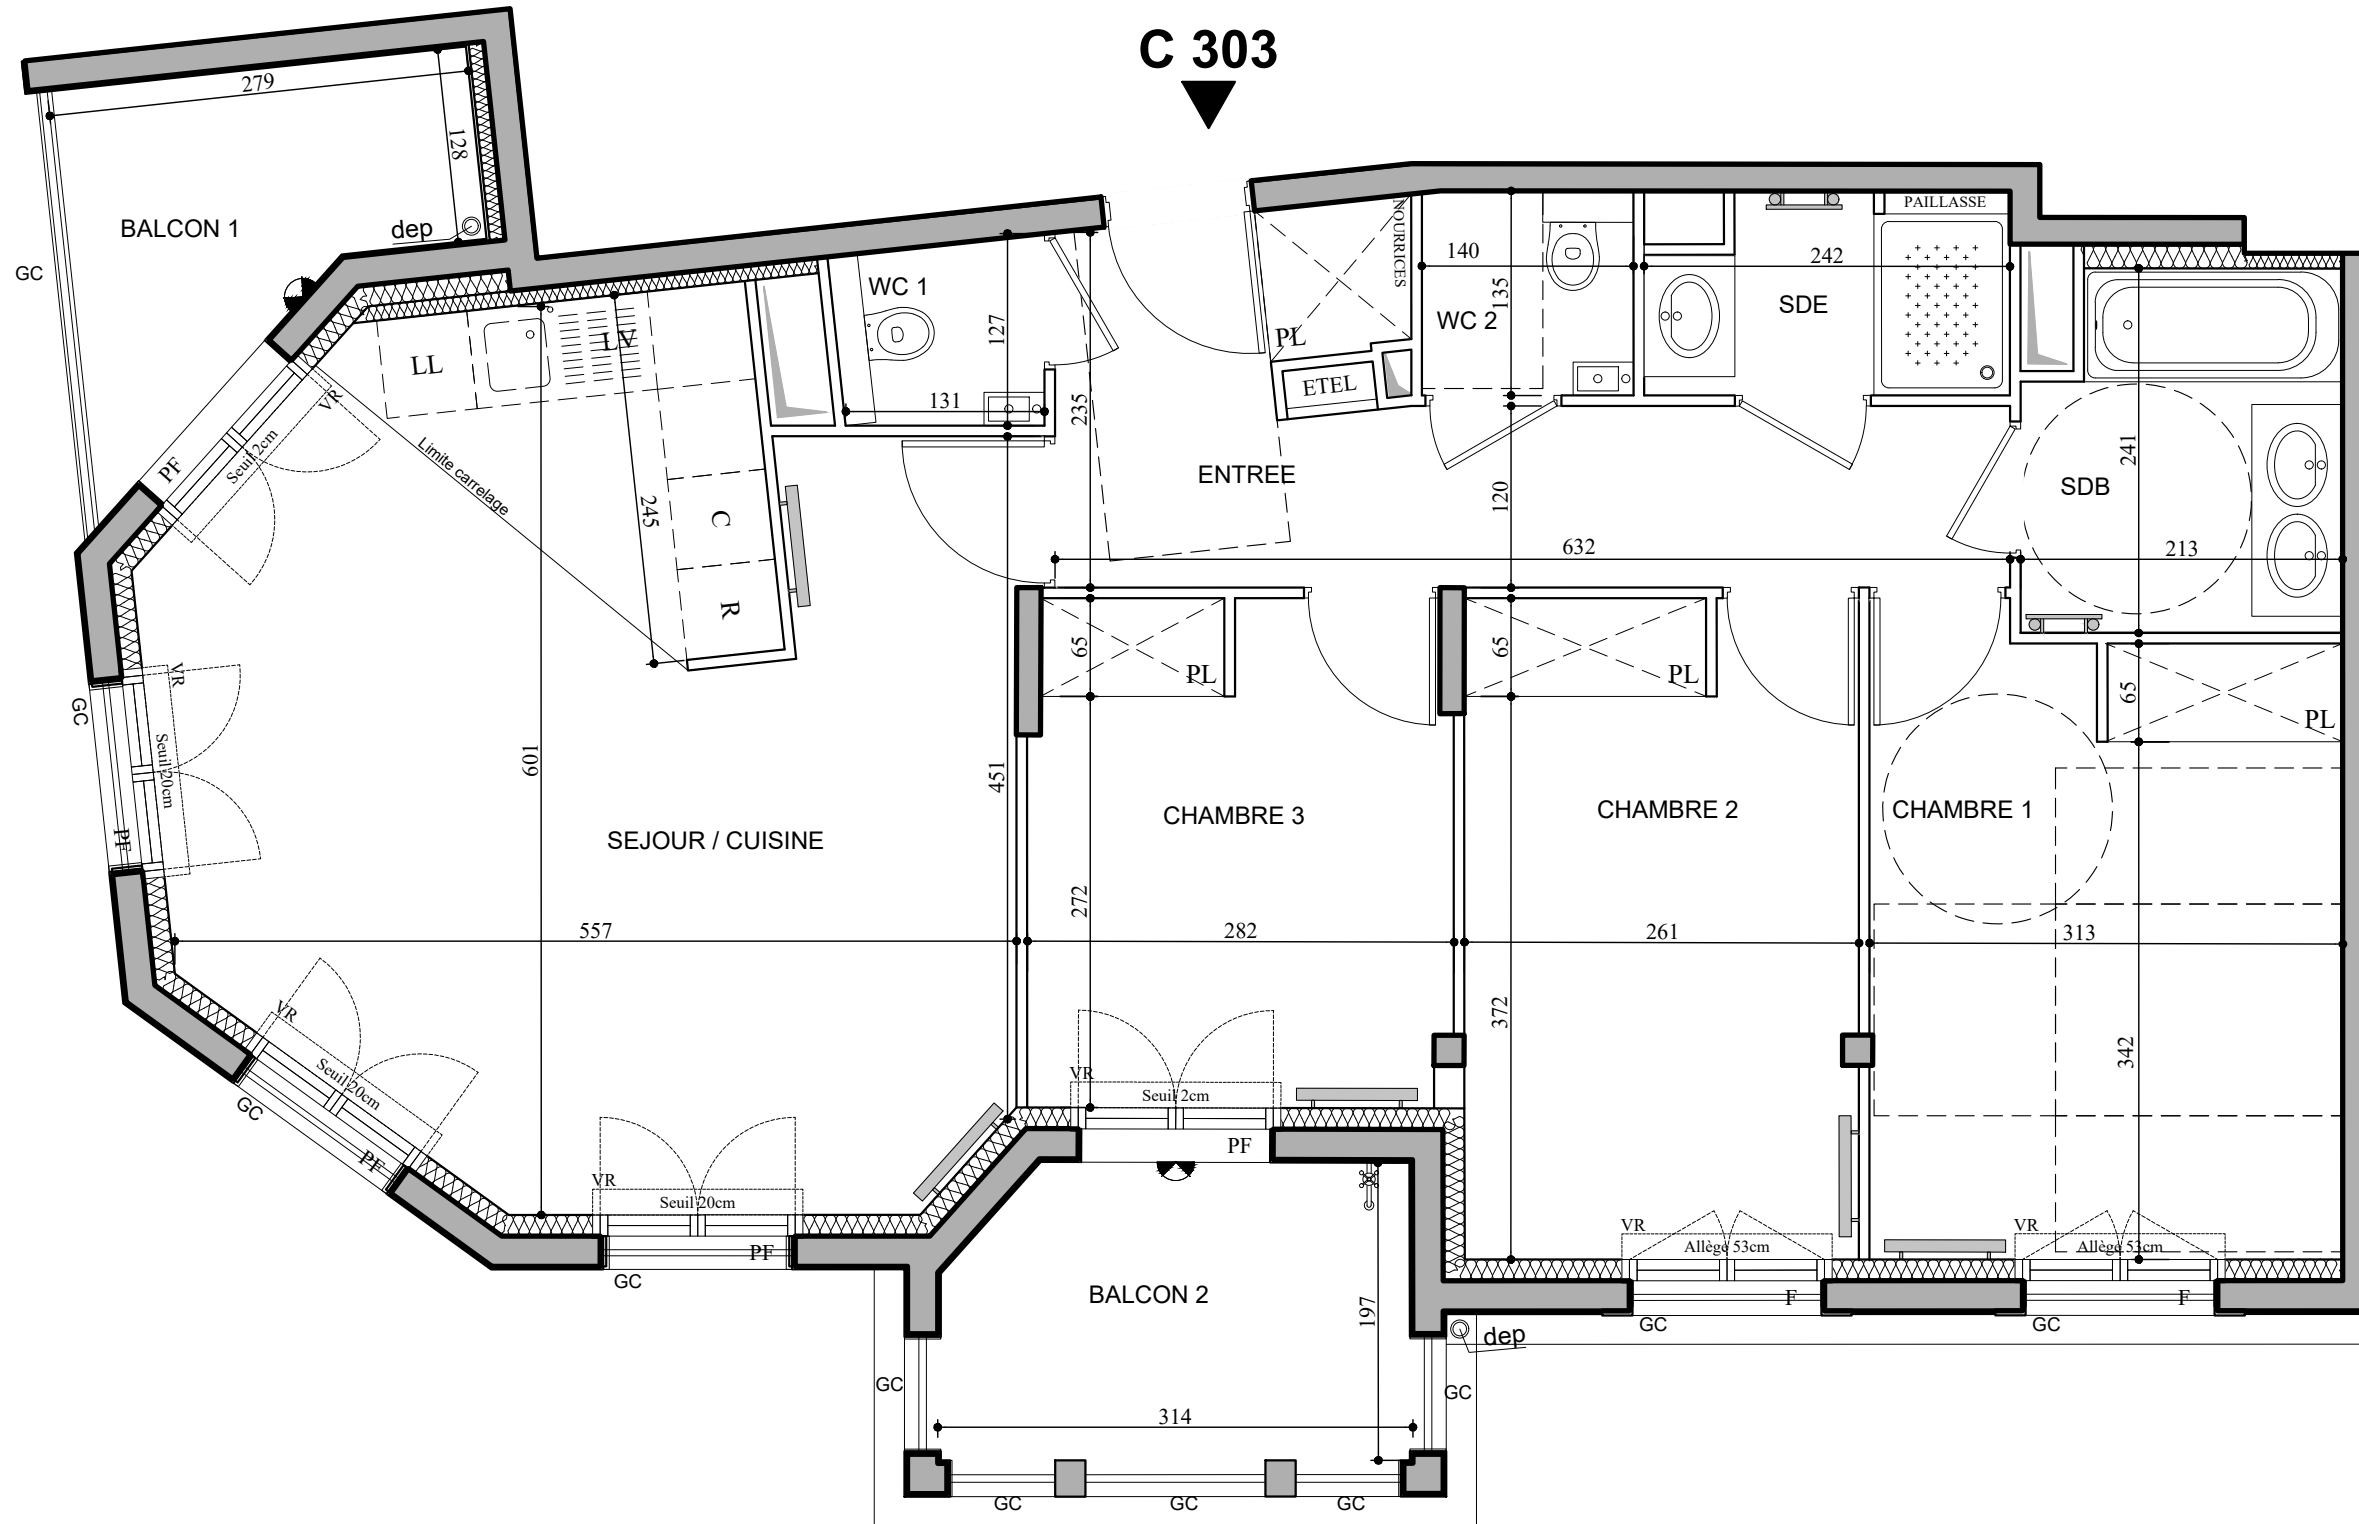 C 303
279
128
BALCON 1
dep
GC
NOURRICES
PAILLASSE
WC 1
140
135
242
SDE
WC 2
127
LL
LV
PL
ETEL
VR
131
235
241
Limite carrelage
Seuil 2cm
PF
ENTREE
SDB
245
C
120
632
213
R
65
PL
65
PL
65
PL
VR
GC
Seuil 20cm
PF
601
451
SEJOUR / CUISINE
CHAMBRE 3
CHAMBRE 2
CHAMBRE 1
272
557
282
261
313
372
342
VR
Seuil 20cm
GC
PF
VR
Seuil 2cm
PF
VR
Seuil 20cm
PF
GC
VR
Allège 53cm
F
GC
VR
Allège 53cm
F
GC
BALCON 2
197
dep
GC
GC
314
GC
GC
GC